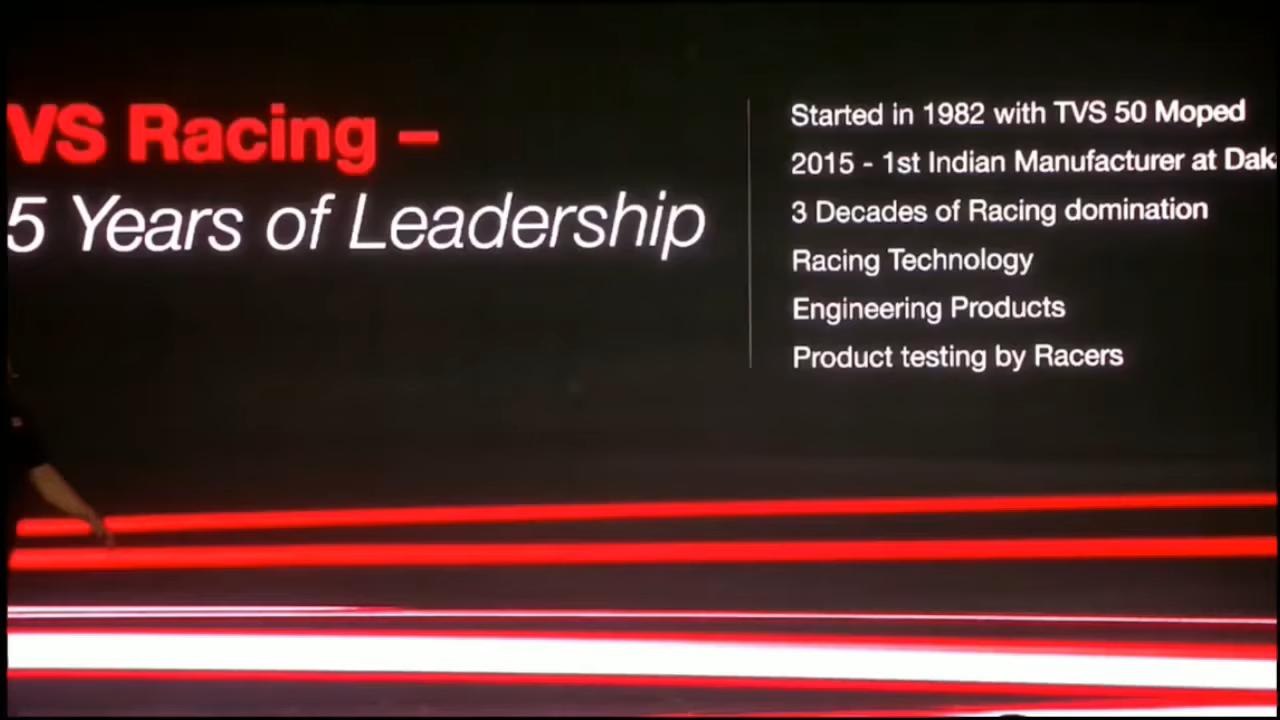 VS Racing –
5 Years of Leadership
Started in 1982 with TVS 50 Moped
2015 - 1st Indian Manufacturer at Dak
3 Decades of Racing domination
Racing Technology
Engineering Products
Product testing by Racers